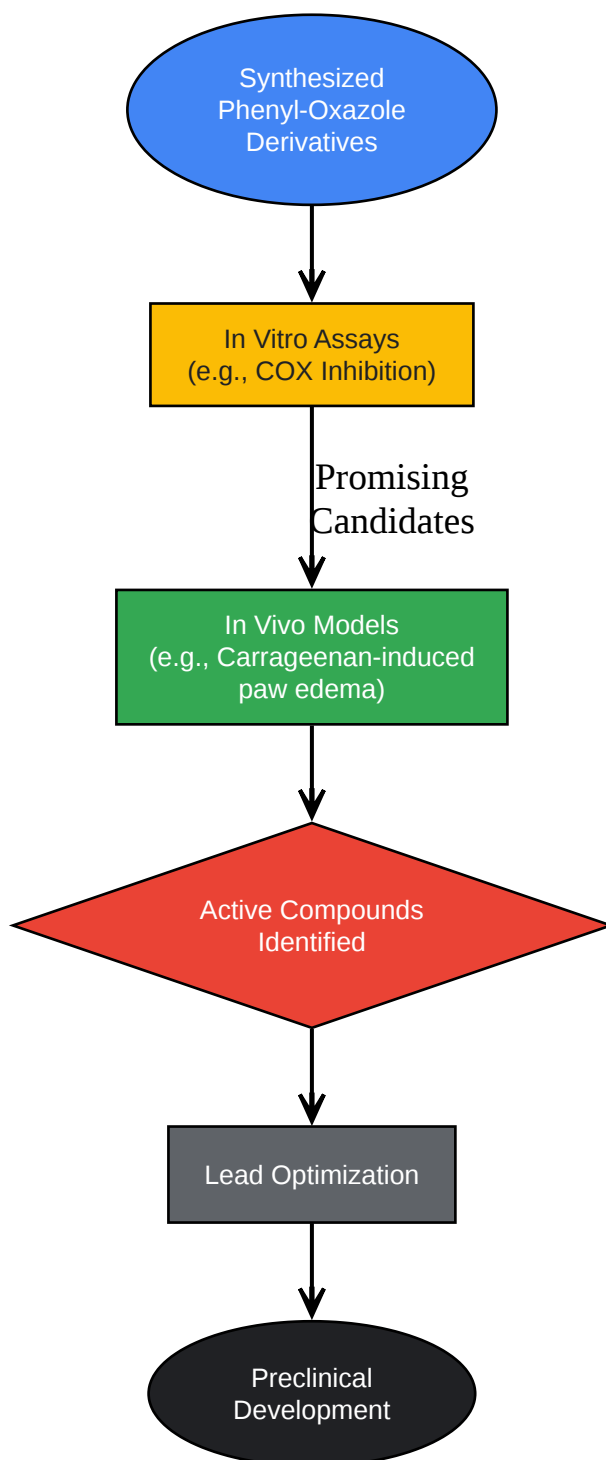 Synthesized
Phenyl-Oxazole
Derivatives
In Vitro Assays
(e.g., COX Inhibition)
Promising
Candidates
In Vivo Models
(e.g., Carrageenan-induced
paw edema)
Active Compounds
Identified
Lead Optimization
Preclinical
Development